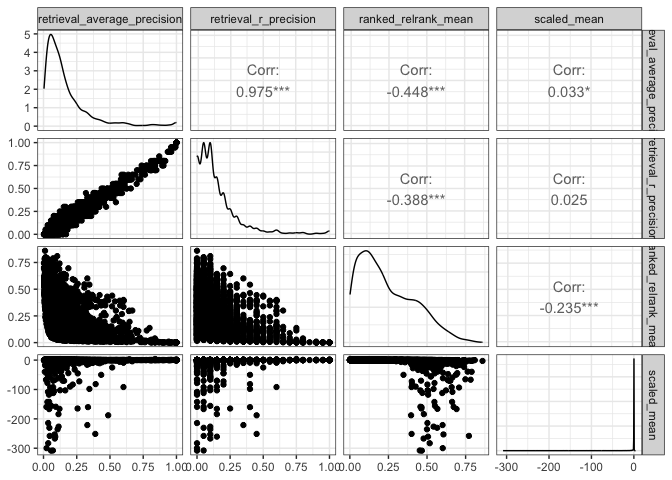 retrieval_average_precision
retrieval_r_precision
ranked_relrank_mean
scaled_mean
5
4
3
2
1
0
Corr:
0.975***
Corr:
-0.448***
Corr:
0.033*
eval_average_preci
1.00
0.75
0.50
0.25
0.00
Corr:
-0.388***
Corr:
0.025
retrieval_r_precision
0.75
0.50
0.25
0.00
Corr:
-0.235***
anked_relrank_mea
0
-100
-200
-300
scaled_mean
0.00 0.25 0.50 0.75 1.00
0.00 0.25 0.50 0.75 1.00
0.00 0.25 0.50 0.75
-300 -200 -100 0